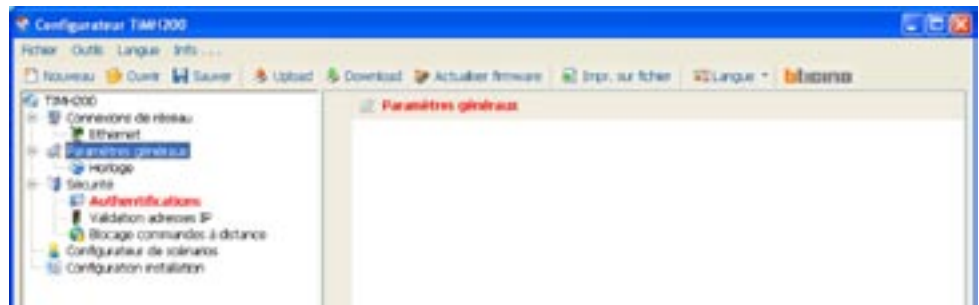 Configurateur TiMH200
Fichier Outils Langue Info ...
Nouveau Ouvrir Sauver Upload Download Actualiser firmware Impr. sur fichier Langue bticino
TiMH200
Connexions de réseau
Ethernet
Paramètres généraux
Horloge
Sécurité
Authentifications
Validation adresses IP
Blocage commandes à distance
Configurateur de scénarios
Configuration installation
Paramètres généraux